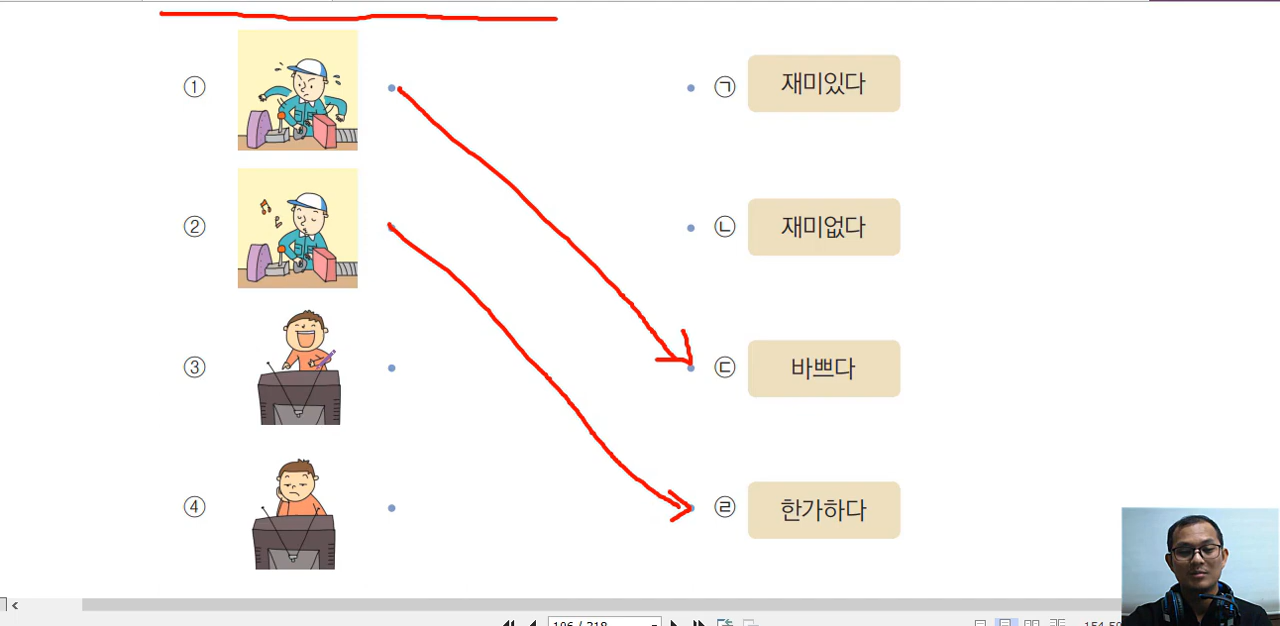 ① ㉠ 재미있다
② ㉡ 재미없다
③ ㉢ 바쁘다
④ ㉣ 한가하다